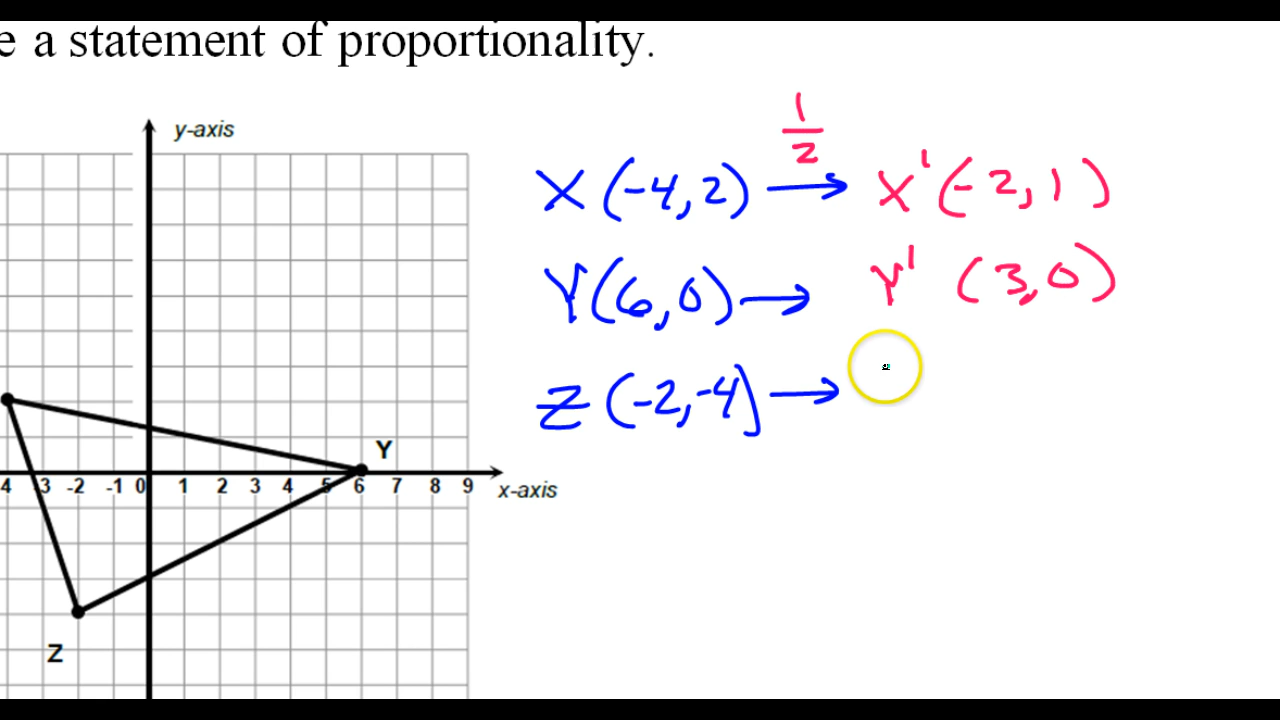 e a statement of proportionality.
y-axis
1
2
X (-4, 2) → X' (-2, 1)
Y (6, 0) → Y' (3, 0)
Z (-2, -4) →
Y
4 -3 -2 -1 0 1 2 3 4 5 6 7 8 9 x-axis
Z